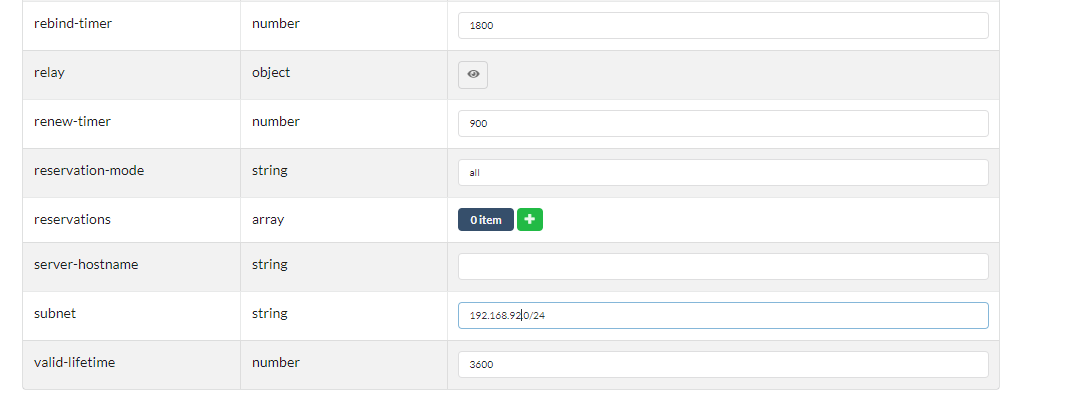 rebind-timer number 1800
relay object
renew-timer number 900
reservation-mode string all
reservations array 0 item +
server-hostname string
subnet string 192.168.92.0/24
valid-lifetime number 3600